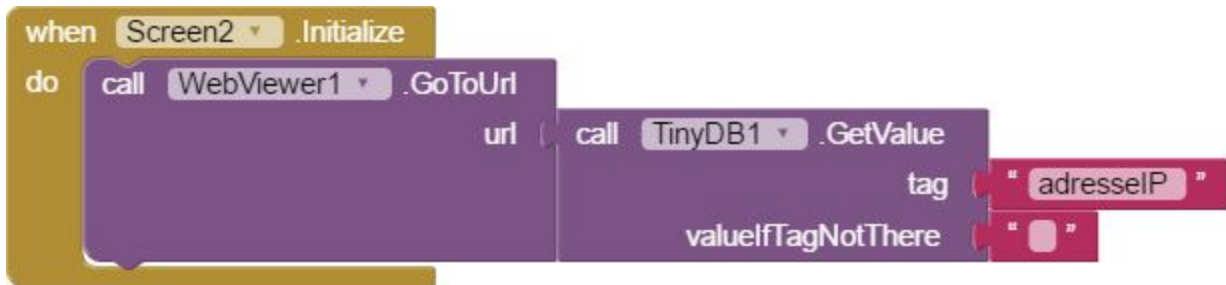 when Screen2 .Initialize
do call WebViewer1 .GoToUrl
url call TinyDB1 .GetValue
tag " adresseIP "
valueIfTagNotThere " "